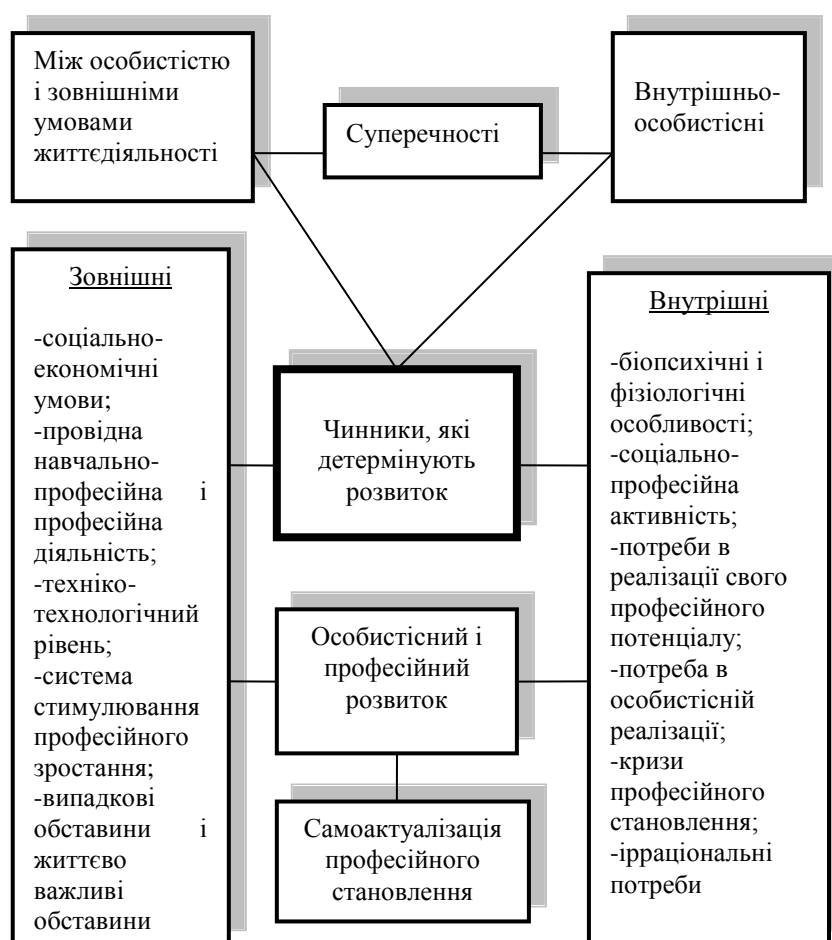 Між особистістю
і зовнішніми
умовами
життєдіяльності
Суперечності
Внутрішньо-
особистісні
Зовнішні
-соціально-
економічні
умови;
-провідна
навчально-
професійна і
професійна
діяльність;
-техніко-
технологічний
рівень;
-система
стимулювання
професійного
зростання;
-випадкові
обставини і
життєво
важливі
обставини
Чинники, які
детермінують
розвиток
Особистісний і
професійний
розвиток
Самоактуалізація
професійного
становлення
Внутрішні
-біопсихічні і
фізіологічні
особливості;
-соціально-
професійна
активність;
-потреби в
реалізації свого
професійного
потенціалу;
-потреба в
особистісній
реалізації;
-кризи
професійного
становлення;
-ірраціональні
потреби